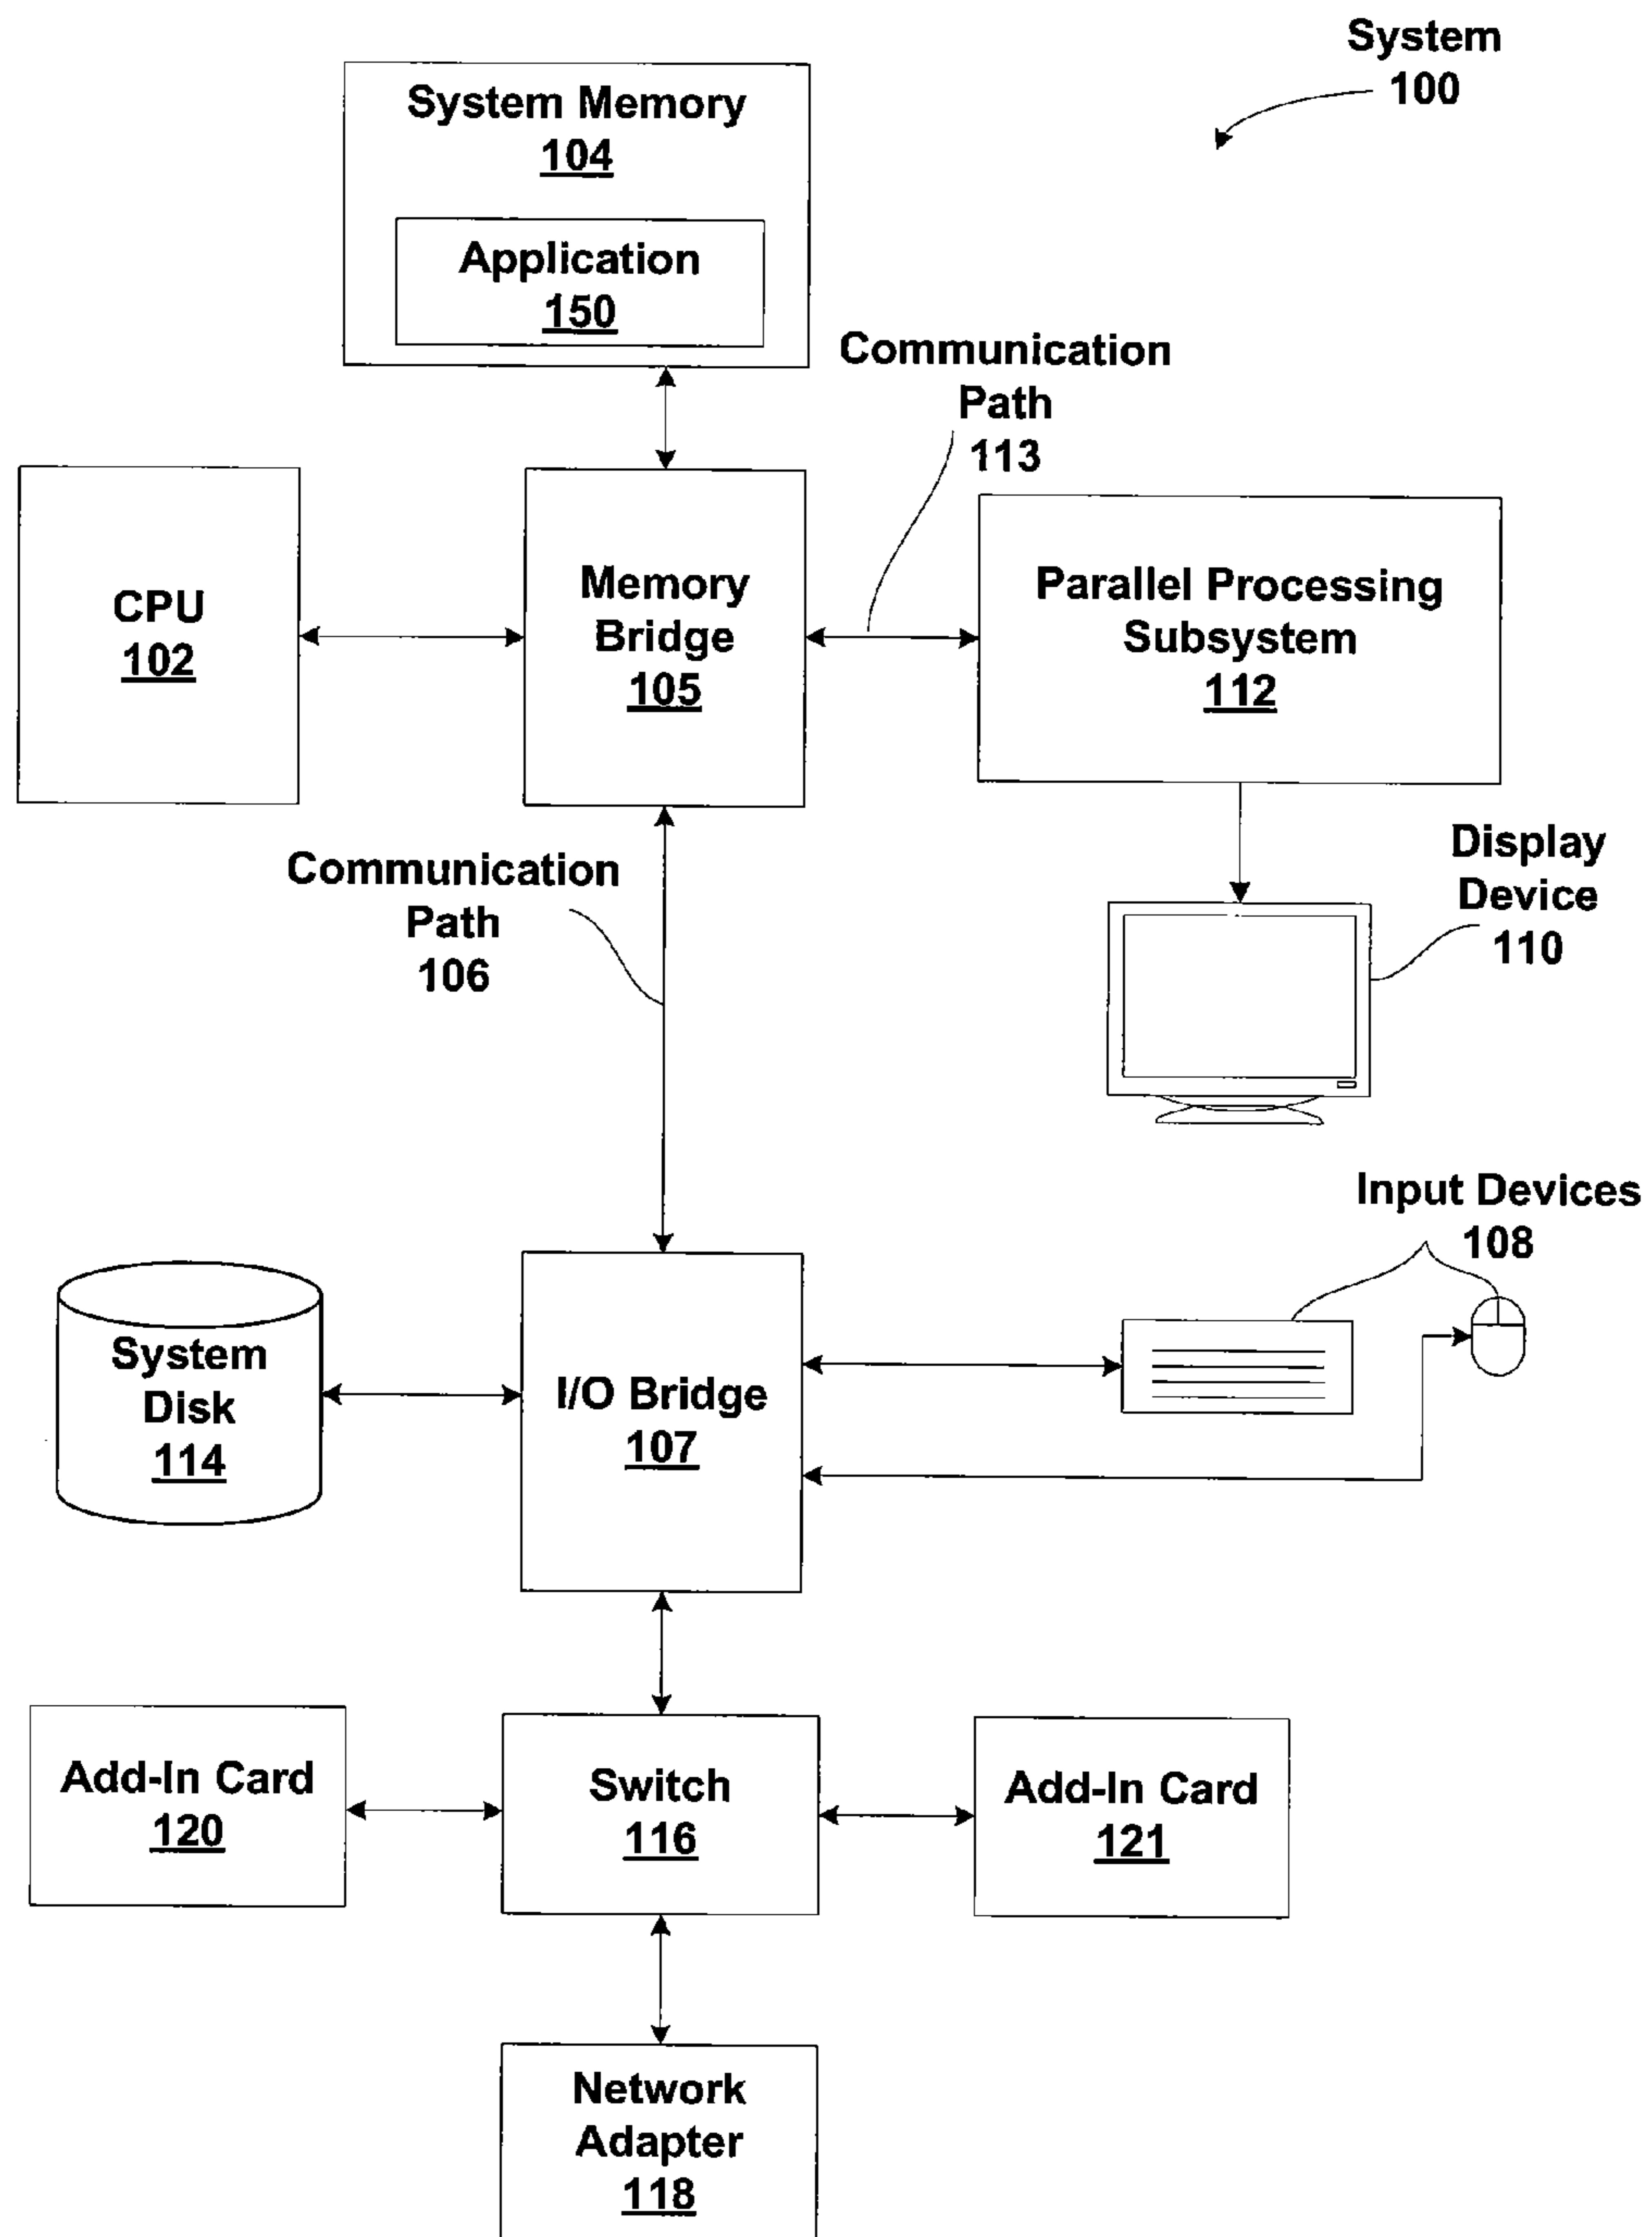 System
100
System Memory
104
Application
150
Communication
Path
113
CPU
102
Memory
Bridge
105
Parallel Processing
Subsystem
112
Communication
Path
106
Display
Device
110
Input Devices
108
System
Disk
114
I/O Bridge
107
Add-In Card
120
Switch
116
Add-In Card
121
Network
Adapter
118